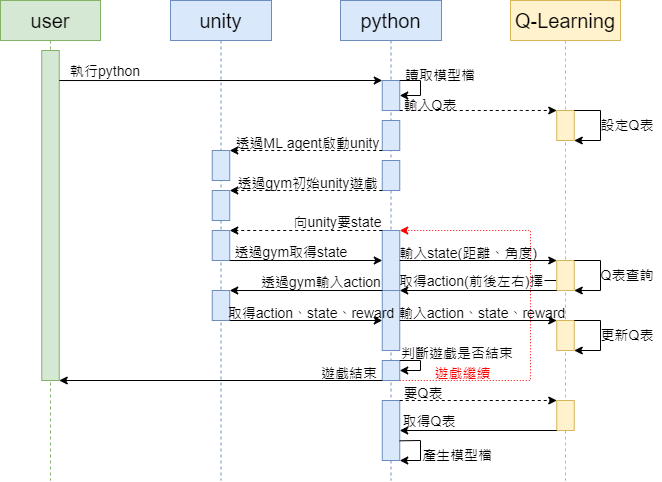 user
unity
python
Q-Learning
執行python
讀取模型檔
輸入Q表
設定Q表
透過ML agent啟動unity
透過gym初始unity遊戲
向unity要state
透過gym取得state
輸入state(距離、角度)
Q表查詢
透過gym輸入action
取得action(前後左右)擇一
取得action、state、reward
輸入action、state、reward
更新Q表
判斷遊戲是否結束
遊戲結束
遊戲繼續
要Q表
取得Q表
產生模型檔